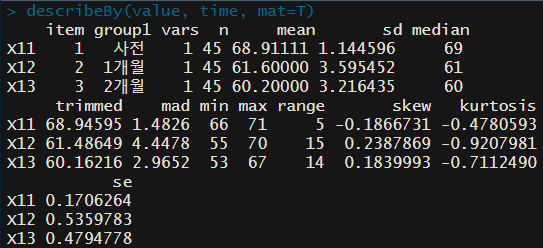 > describeBy(value, time, mat=T)
item group1 vars n mean sd median
X11 1 사전 1 45 68.91111 1.144596 69
X12 2 1개월 1 45 61.60000 3.595452 61
X13 3 2개월 1 45 60.20000 3.216435 60
trimmed mad min max range skew kurtosis
X11 68.94595 1.4826 66 71 5 -0.1866731 -0.4780593
X12 61.48649 4.4478 55 70 15 0.2387869 -0.9207981
X13 60.16216 2.9652 53 67 14 0.1839993 -0.7112490
se
X11 0.1706264
X12 0.5359783
X13 0.4794778